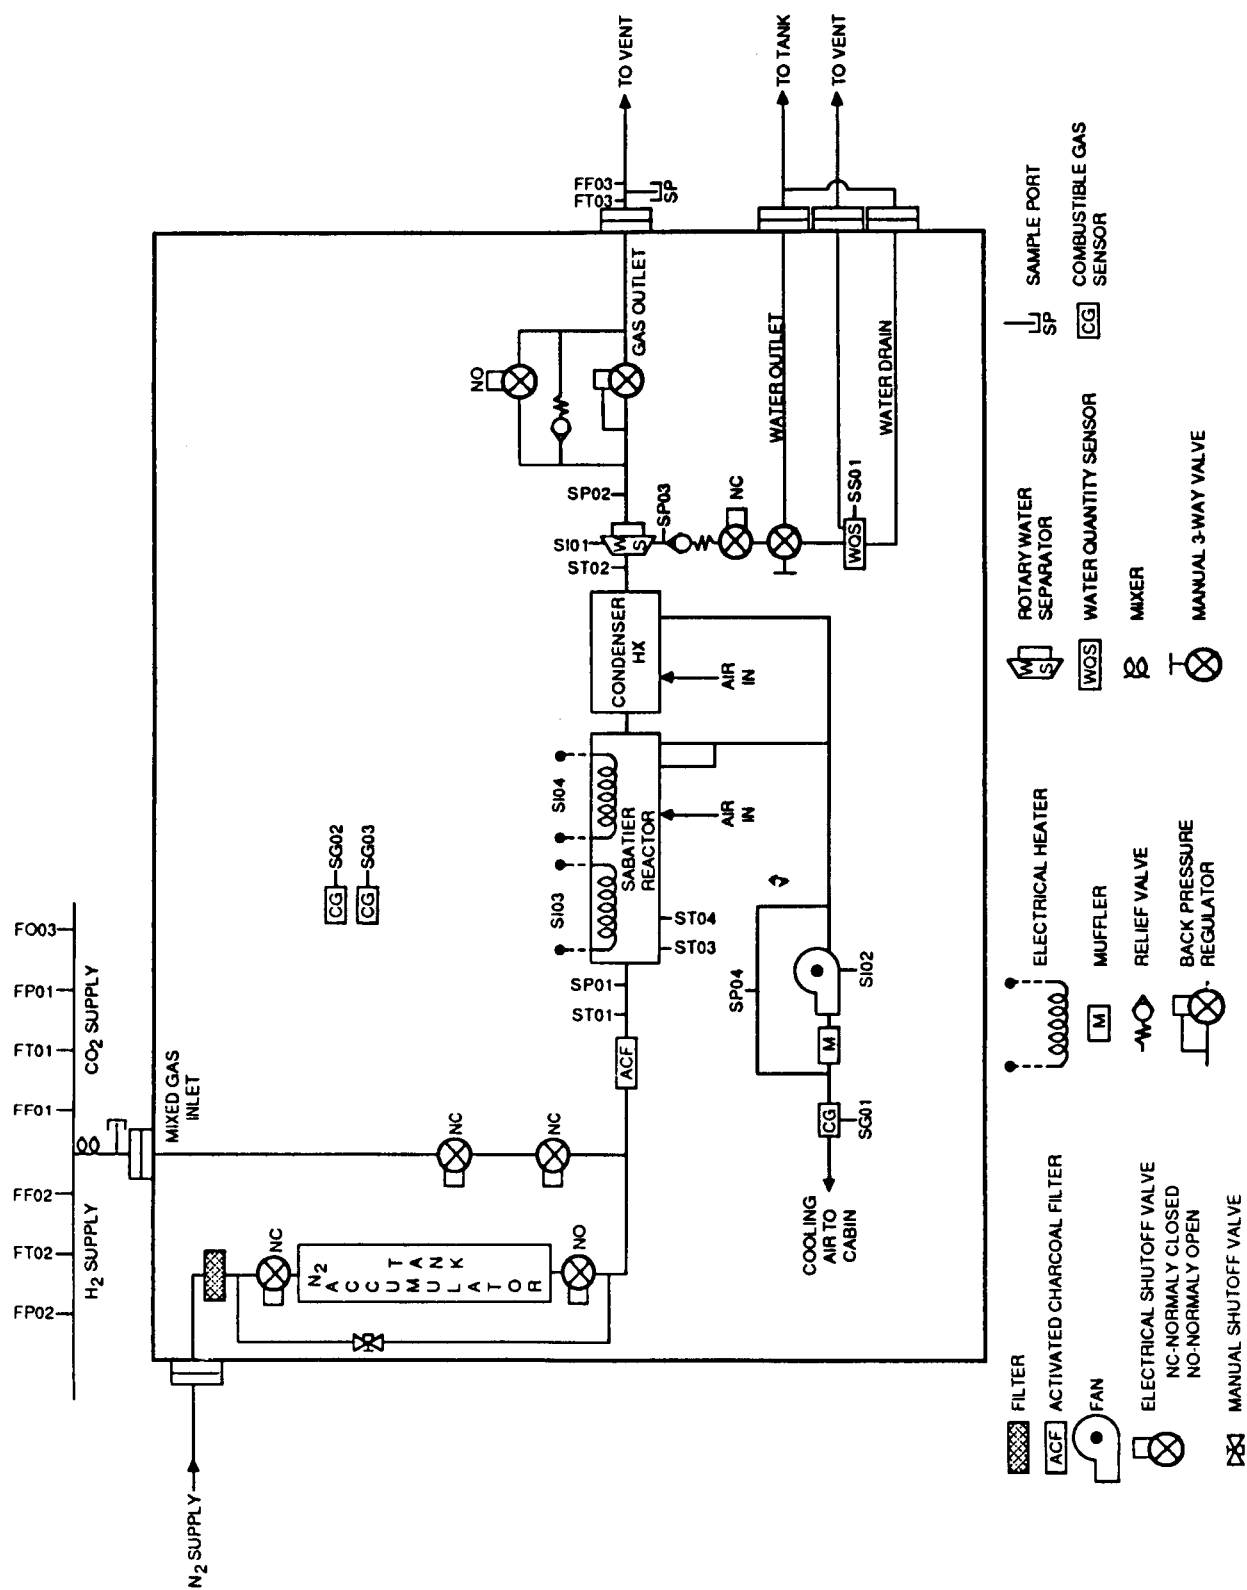 TO VENT
TO TANK
TO VENT
FF03
FT03
SP
GAS OUTLET
WATER OUTLET
WATER DRAIN
NO
SP02
SI01
W
S
ST02
SP03
NC
WQS
SS01
CONDENSER
HX
AIR
IN
SI04
SI03
SABATIER
REACTOR
AIR
IN
ST04
ST03
SP01
ST01
ACF
CG
SG02
CG
SG03
SP04
SI02
M
CG
SG01
COOLING
AIR TO
CABIN
FO03
FP01
CO2 SUPPLY
FT01
FF01
MIXED GAS
INLET
FF02
FT02
H2 SUPPLY
FP02
NC
NC
NC
N2 TANK
ACCUMULATOR
NO
N2 SUPPLY
FILTER
ACF
ACTIVATED CHARCOAL FILTER
FAN
ELECTRICAL SHUTOFF VALVE
NC-NORMALY CLOSED
NO-NORMALY OPEN
MANUAL SHUTOFF VALVE
ELECTRICAL HEATER
M
MUFFLER
RELIEF VALVE
BACK PRESSURE
REGULATOR
W
S
ROTARY WATER
SEPARATOR
WQS
WATER QUANTITY SENSOR
MIXER
MANUAL 3-WAY VALVE
SP
SAMPLE PORT
CG
COMBUSTIBLE GAS
SENSOR